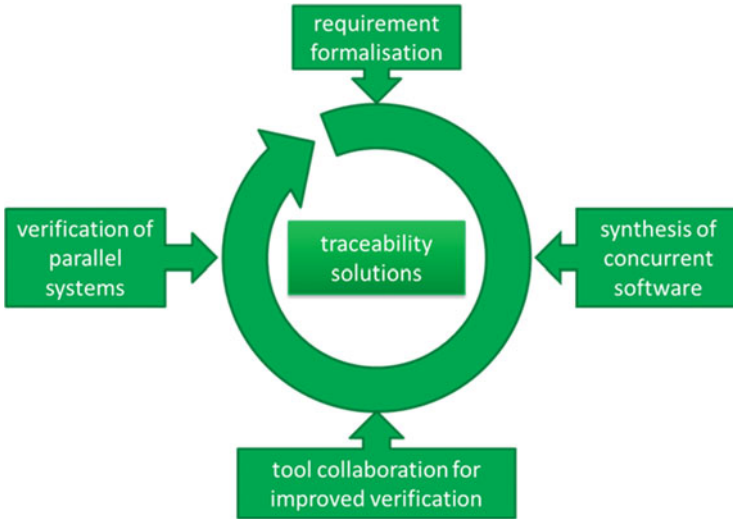 requirement
formalisation
verification of
parallel
systems
traceability
solutions
synthesis of
concurrent
software
tool collaboration for
improved verification